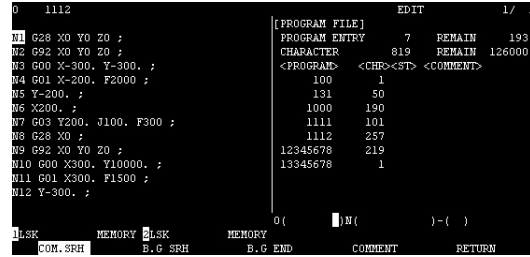 0 1112 EDIT 1/
N1 G28 X0 Y0 Z0 ;
N2 G92 X0 Y0 Z0 ;
N3 G00 X-300. Y-300. ;
N4 G01 X-200. F2000 ;
N5 Y-200. ;
N6 X200. ;
N7 G03 Y200. J100. F300 ;
N8 G28 X0 ;
N9 G92 X0 Y0 Z0 ;
N10 G00 X300. Y10000. ;
N11 G01 X300. F1500 ;
N12 Y-300. ;
[PROGRAM FILE]
PROGRAM ENTRY 7 REMAIN 193
CHARACTER 819 REMAIN 126000
<PROGRAM> <CHR><ST> <COMMENT>
100 1
131 50
1000 190
1111 101
1112 257
12345678 219
13345678 1
O( )N( )-( )
1LSK MEMORY 2LSK MEMORY
COM.SRH B.G SRH B.G END COMMENT RETURN